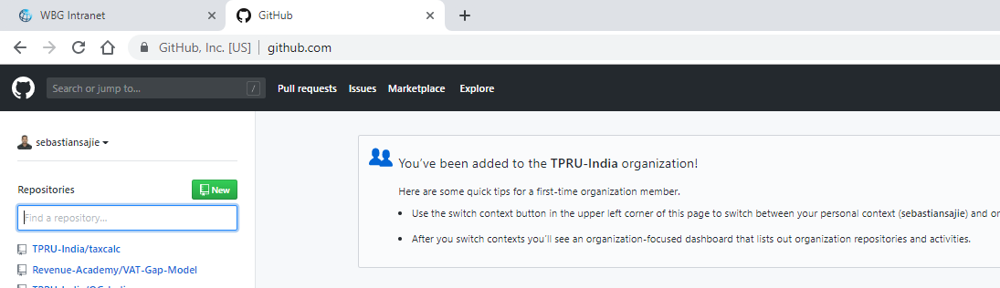 WBG Intranet
GitHub
GitHub, Inc. [US] github.com
Search or jump to... / Pull requests Issues Marketplace Explore
sebastiansajie
You've been added to the TPRU-India organization!
Repositories New
Here are some quick tips for a first-time organization member.
Find a repository...
Use the switch context button in the upper left corner of this page to switch between your personal context (sebastiansajie) and
After you switch contexts you'll see an organization-focused dashboard that lists out organization repositories and activities.
TPRU-India/taxcalc
Revenue-Academy/VAT-Gap-Model